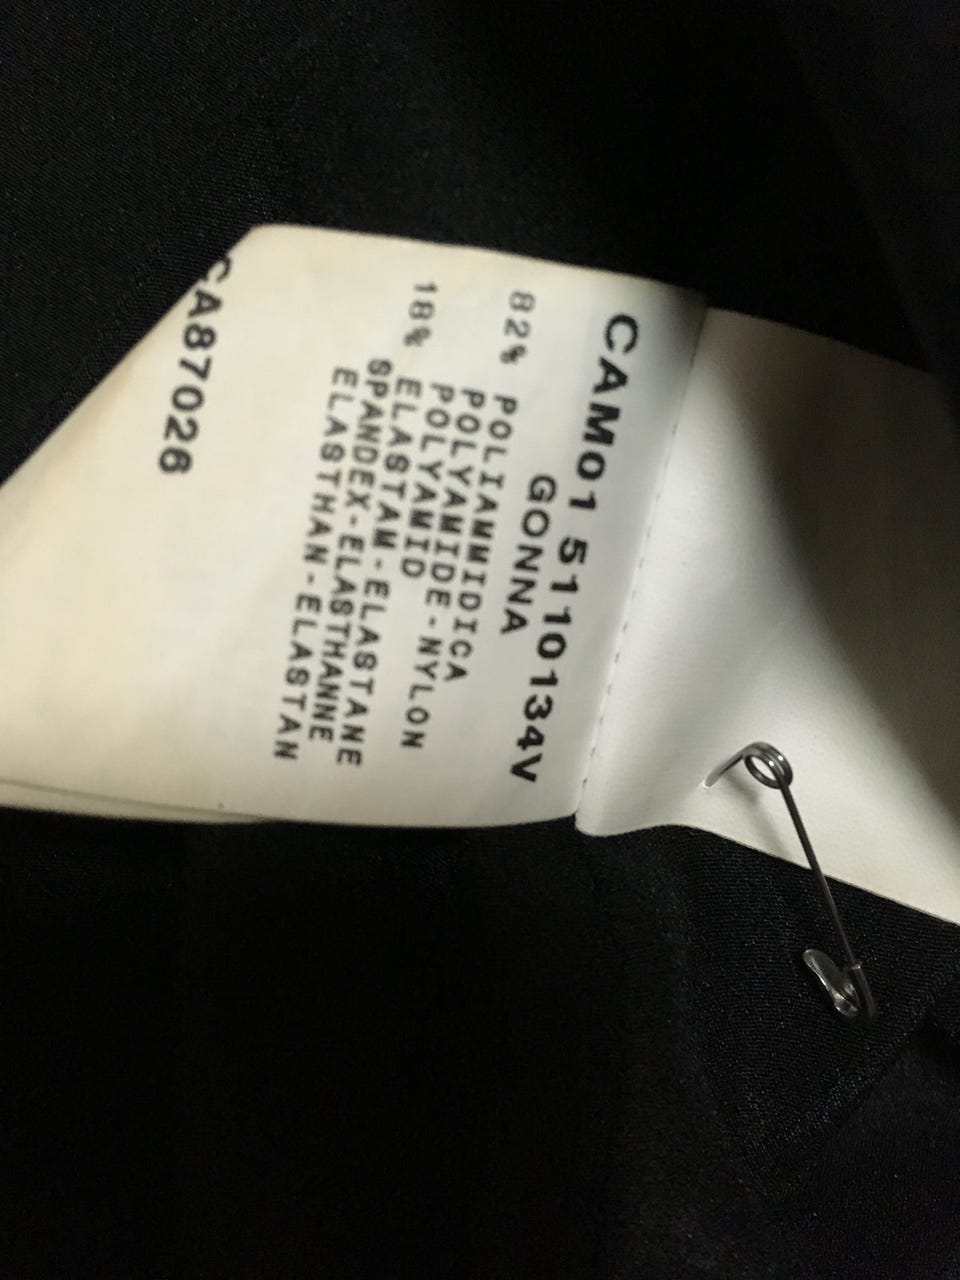 CAM01 5110134V
GONNA
82% POLIAMMIDICA
POLYAMIDE-NYLON
POLYAMID
18% ELASTAM-ELASTANE
SPANDEX-ELASTHANNE
ELASTHAN-ELASTAN
CA87026